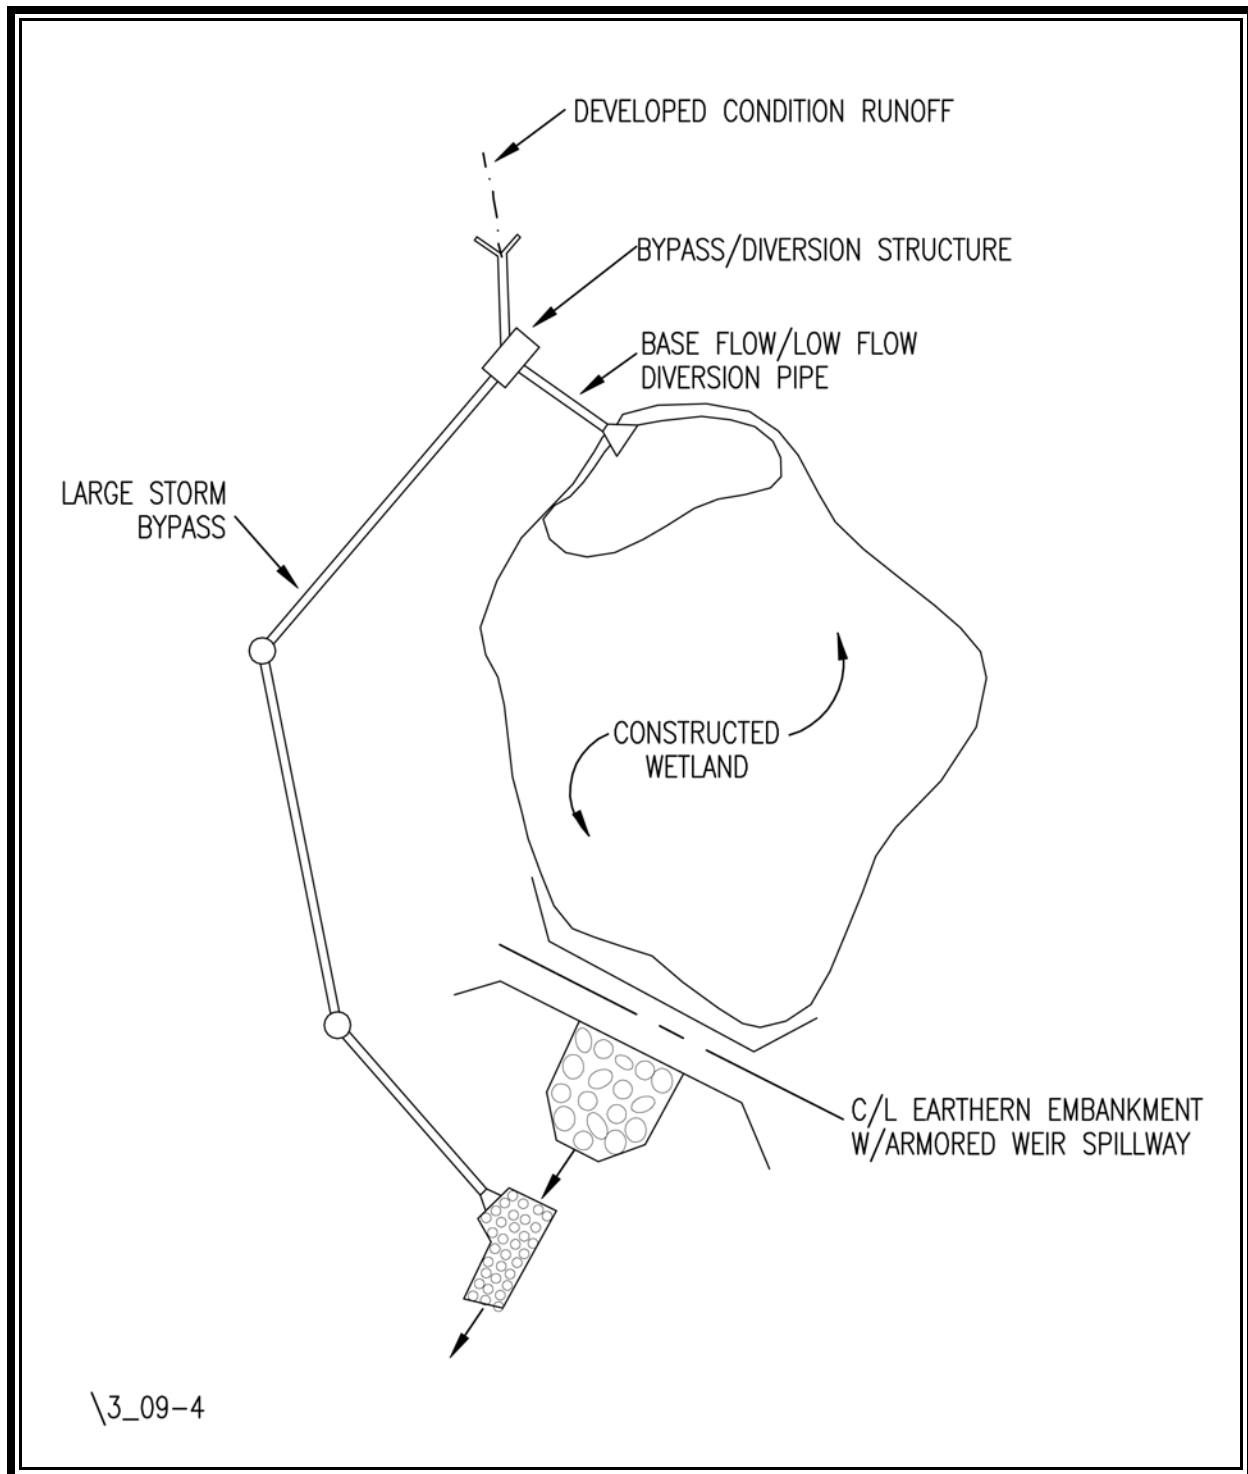 DEVELOPED CONDITION RUNOFF
BYPASS/DIVERSION STRUCTURE
BASE FLOW/LOW FLOW
DIVERSION PIPE
LARGE STORM
BYPASS
CONSTRUCTED
WETLAND
C/L EARTHERN EMBANKMENT
W/ARMORED WEIR SPILLWAY
\3_09-4